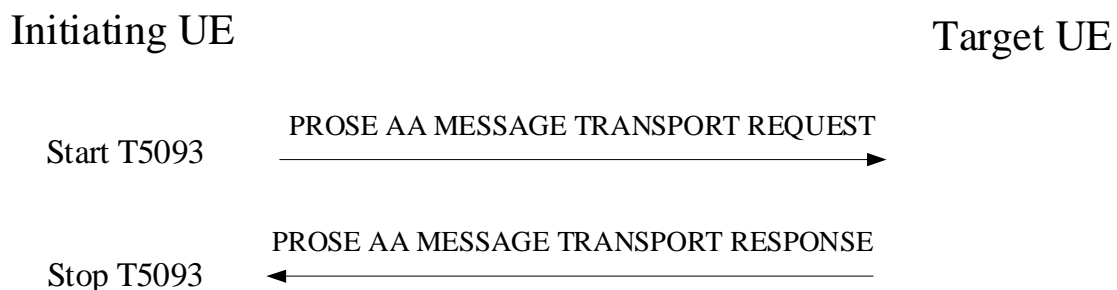 Initiating UE
Target UE
PROSE AA MESSAGE TRANSPORT REQUEST
Start T5093
PROSE AA MESSAGE TRANSPORT RESPONSE
Stop T5093